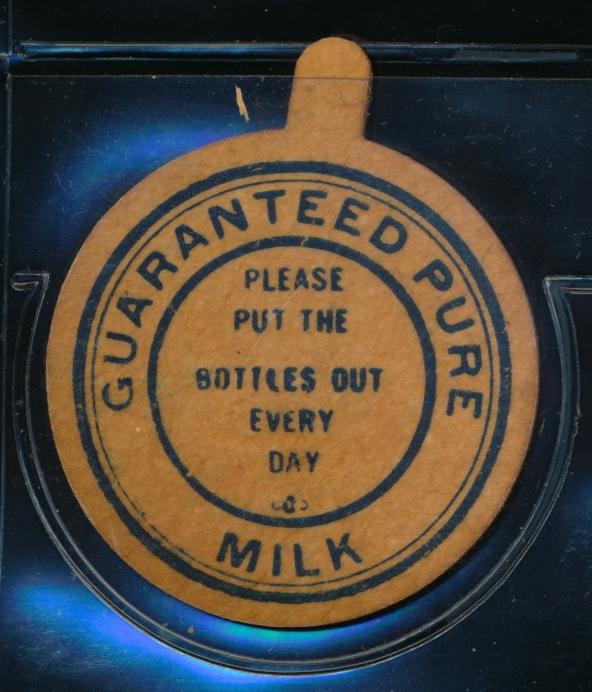 GUARANTEED PURE
PLEASE
PUT THE
BOTTLES OUT
EVERY
DAY
MILK